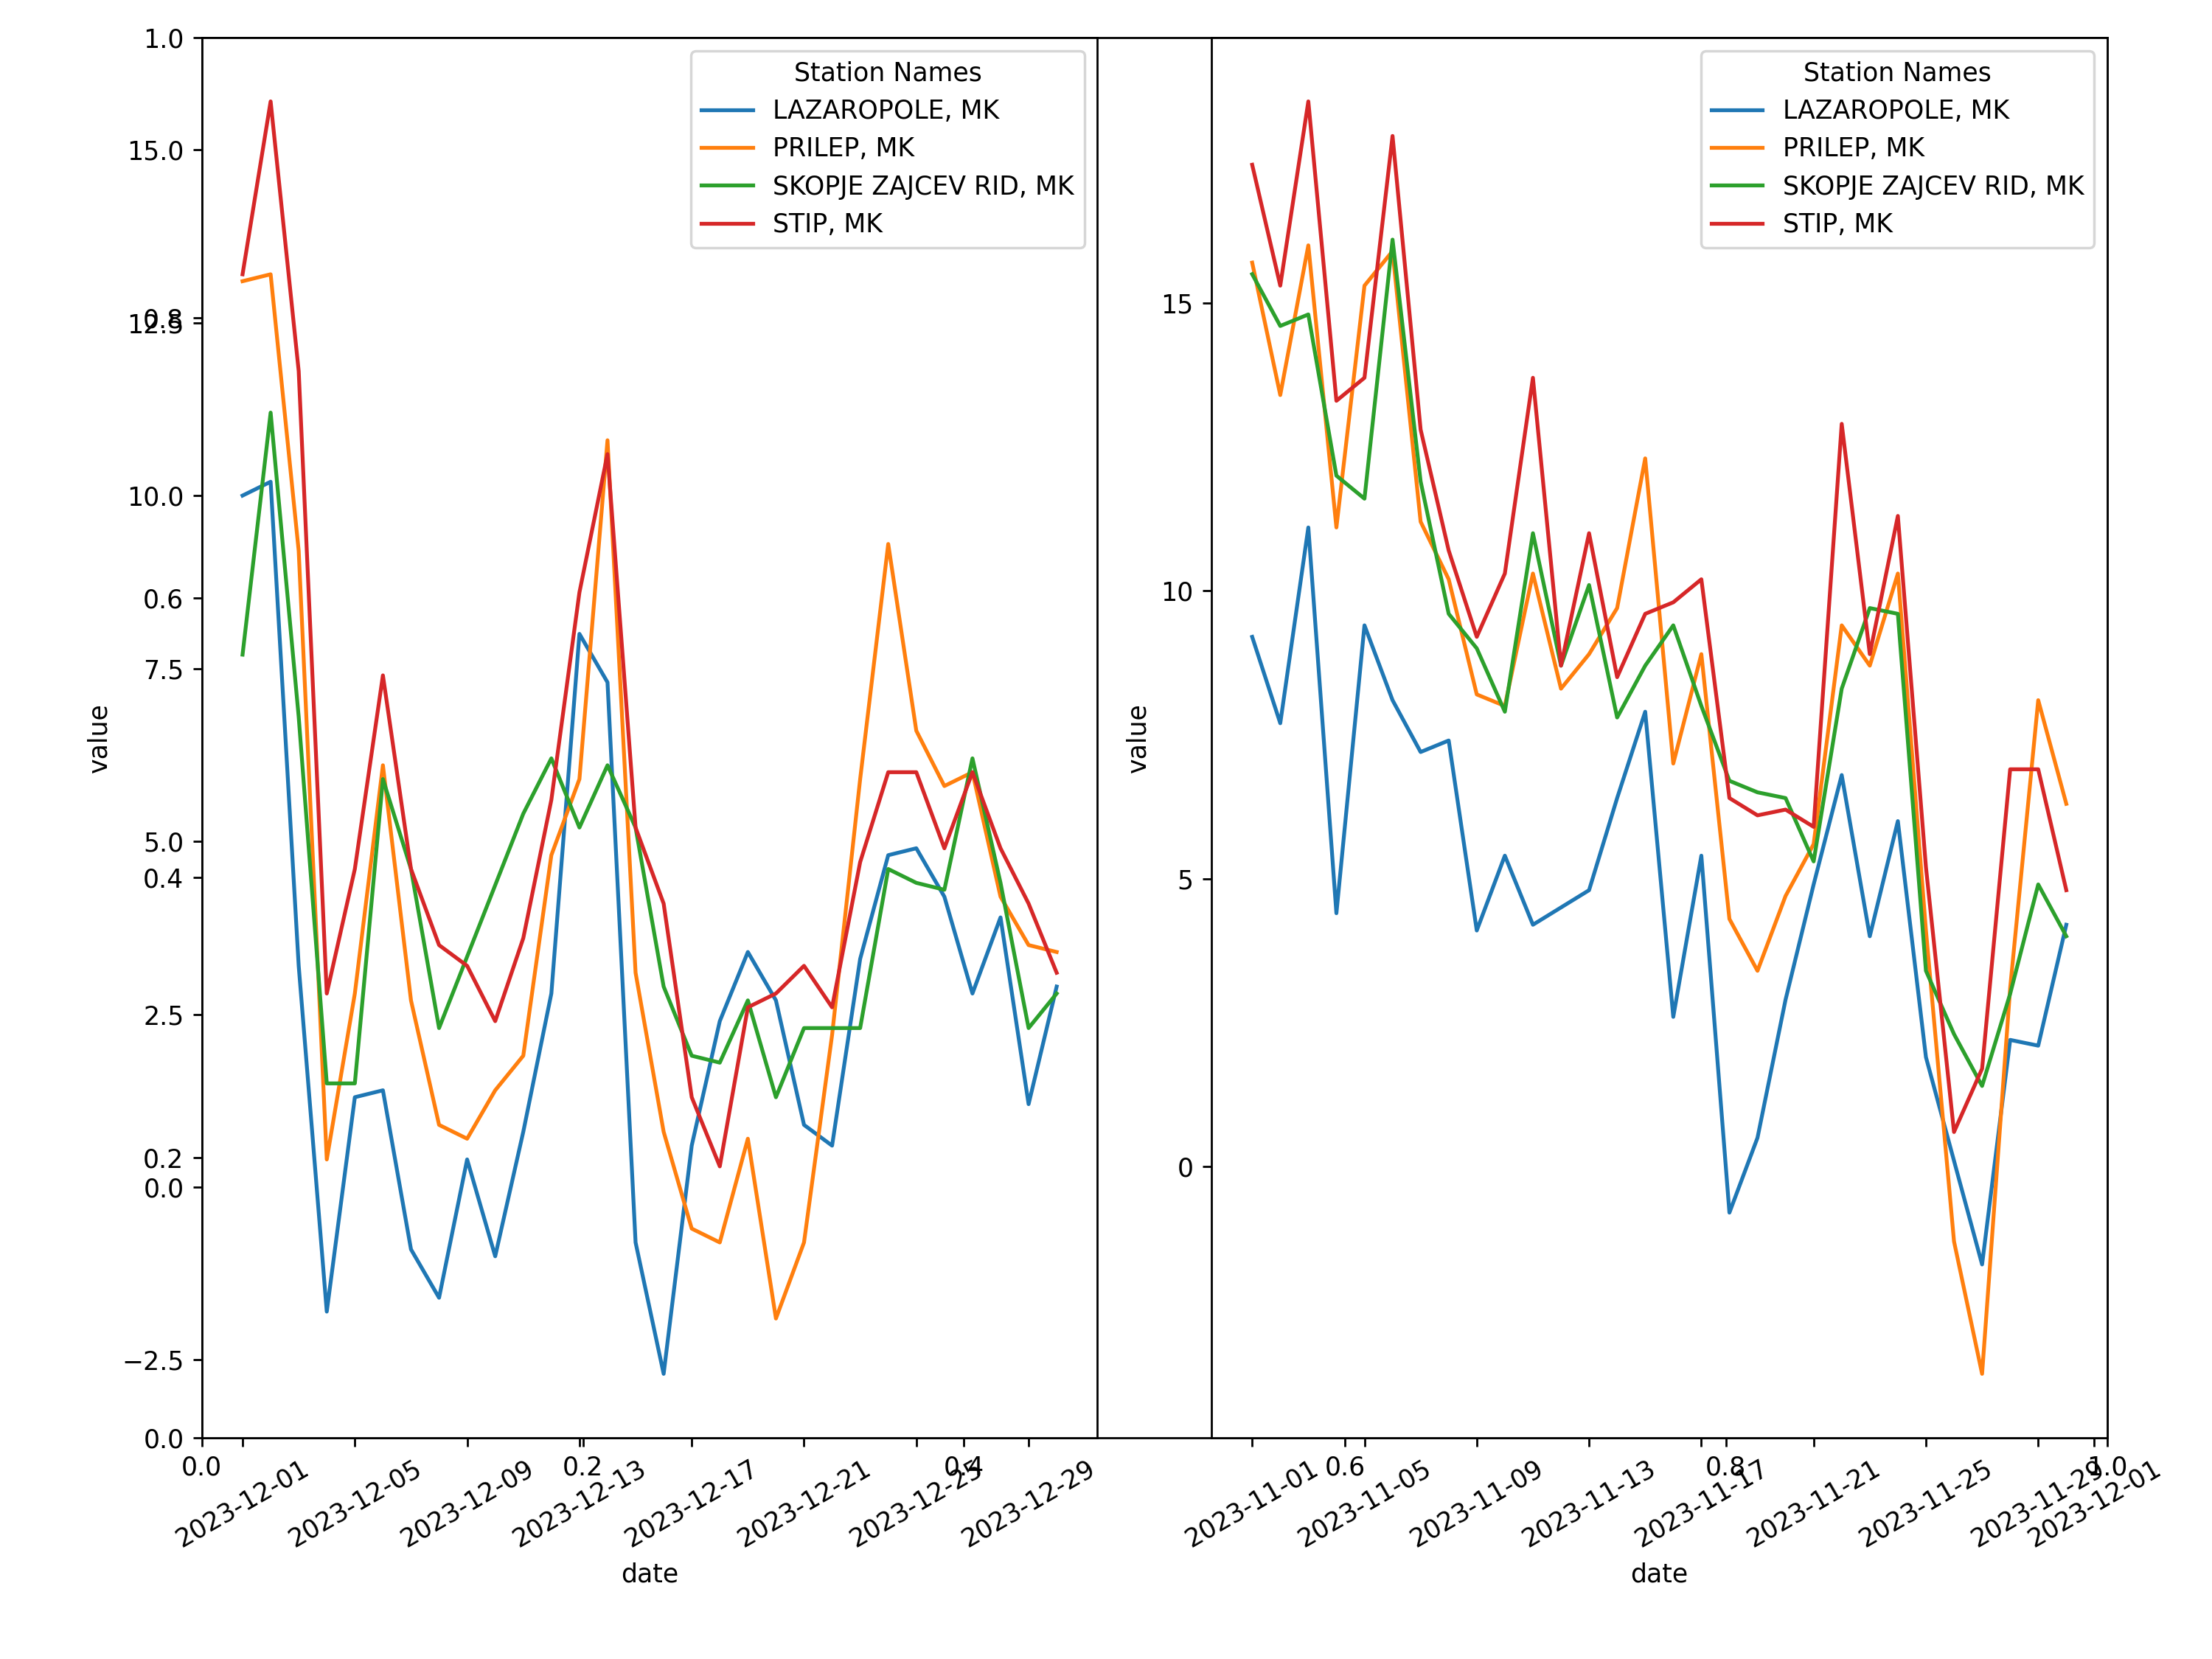 1.0
15.0
12.5
0.8
10.0
0.6
7.5
5.0
0.4
2.5
0.2
0.0
−2.5
0.0
value
Station Names
LAZAROPOLE, MK
PRILEP, MK
SKOPJE ZAJCEV RID, MK
STIP, MK
0.0
0.2
0.4
2023-12-01
2023-12-05
2023-12-09
2023-12-13
2023-12-17
2023-12-21
2023-12-25
2023-12-29
date
15
10
5
0
value
Station Names
LAZAROPOLE, MK
PRILEP, MK
SKOPJE ZAJCEV RID, MK
STIP, MK
0.6
0.8
1.0
2023-11-01
2023-11-05
2023-11-09
2023-11-13
2023-11-17
2023-11-21
2023-11-25
2023-11-29
2023-12-01
date